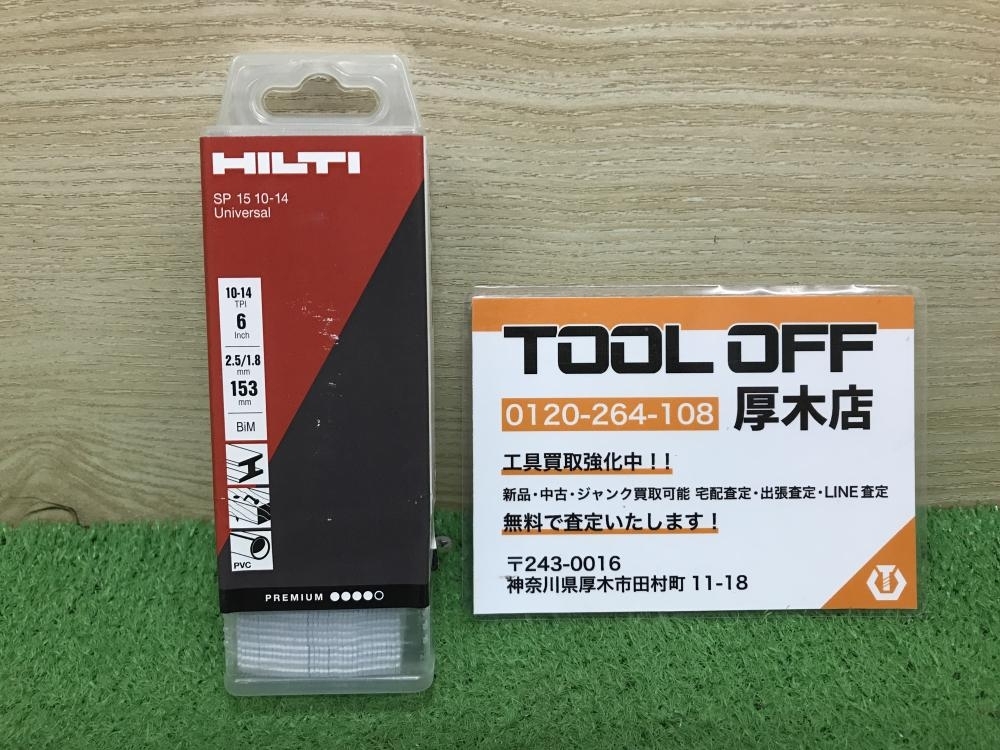 HILTI
SP 15 10-14
Universal
10-14
TPI
6
Inch
2.5/1.8
mm
153
mm
BiM
PVC
PREMIUM
TOOL OFF
0120-264-108 厚木店
工具買取強化中！！
新品・中古・ジャンク買取可能 宅配査定・出張査定・LINE査定
無料で査定いたします！
〒243-0016
神奈川県厚木市田村町 11-18